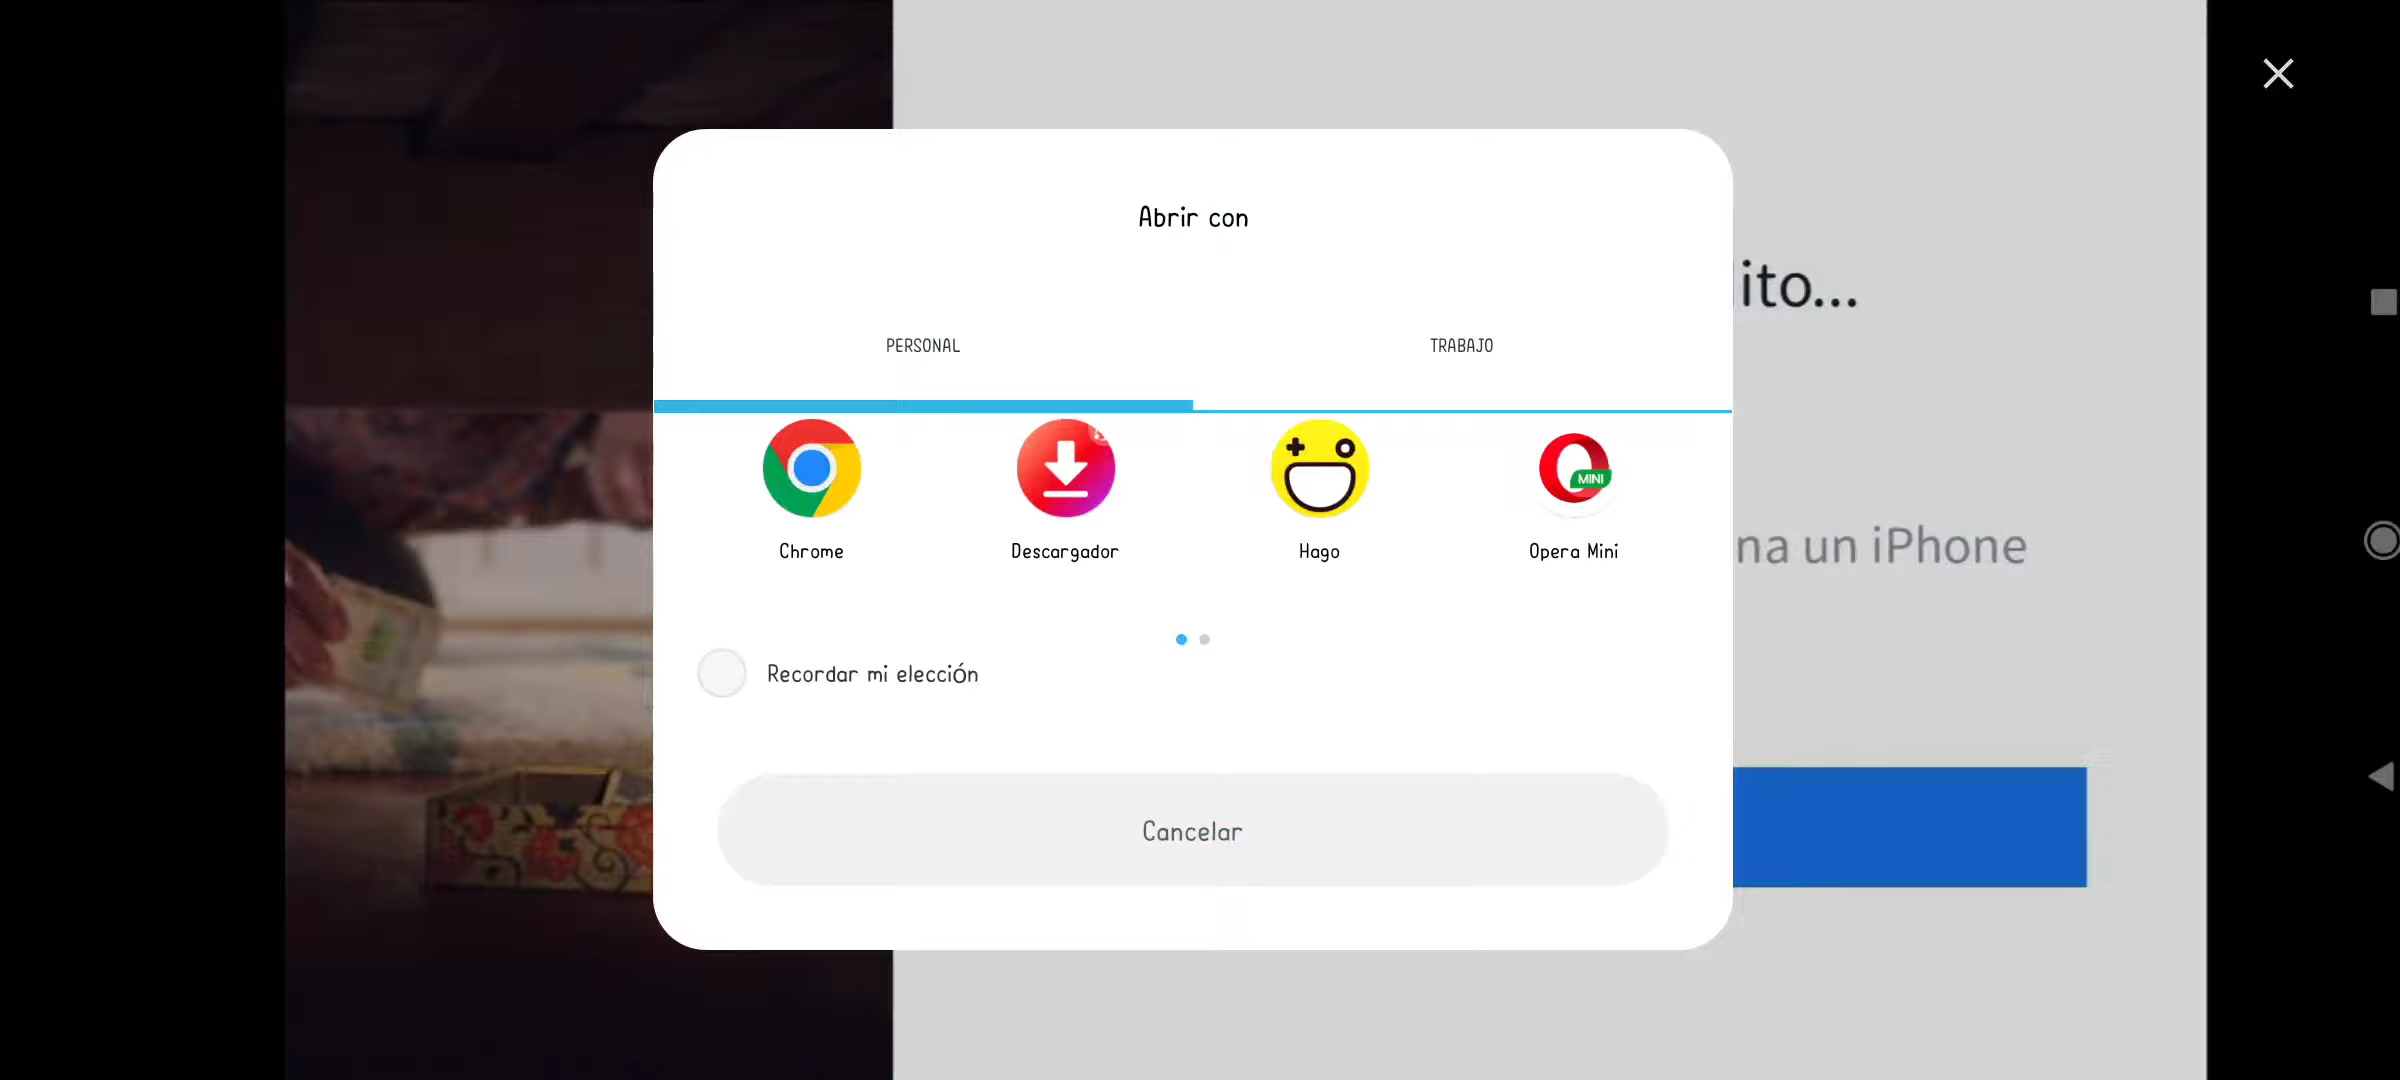 Abrir con
ito...
PERSONAL
TRABAJO
MINI
Chrome
Descargador
Hago
Opera Mini
na un iPhone
Recordar mi elección
Cancelar